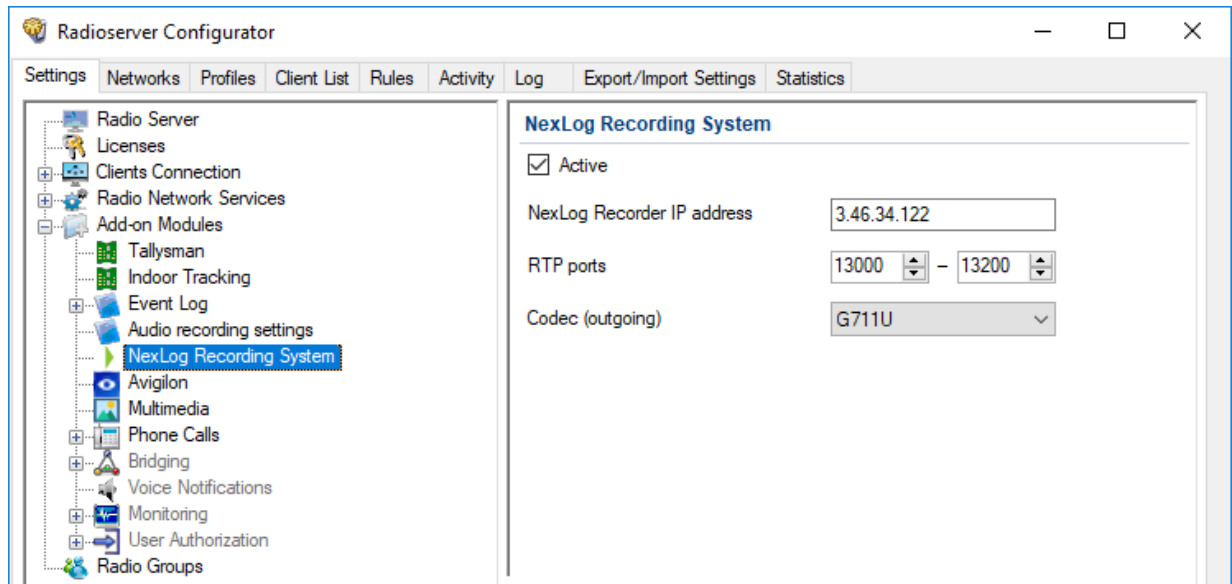 Radioserver Configurator
Settings Networks Profiles Client List Rules Activity Log Export/Import Settings Statistics
Radio Server
Licenses
Clients Connection
Radio Network Services
Add-on Modules
Tallysman
Indoor Tracking
Event Log
Audio recording settings
NexLog Recording System
Avigilon
Multimedia
Phone Calls
Bridging
Voice Notifications
Monitoring
User Authorization
Radio Groups
NexLog Recording System
Active
NexLog Recorder IP address 3.46.34.122
RTP ports 13000 – 13200
Codec (outgoing) G711U